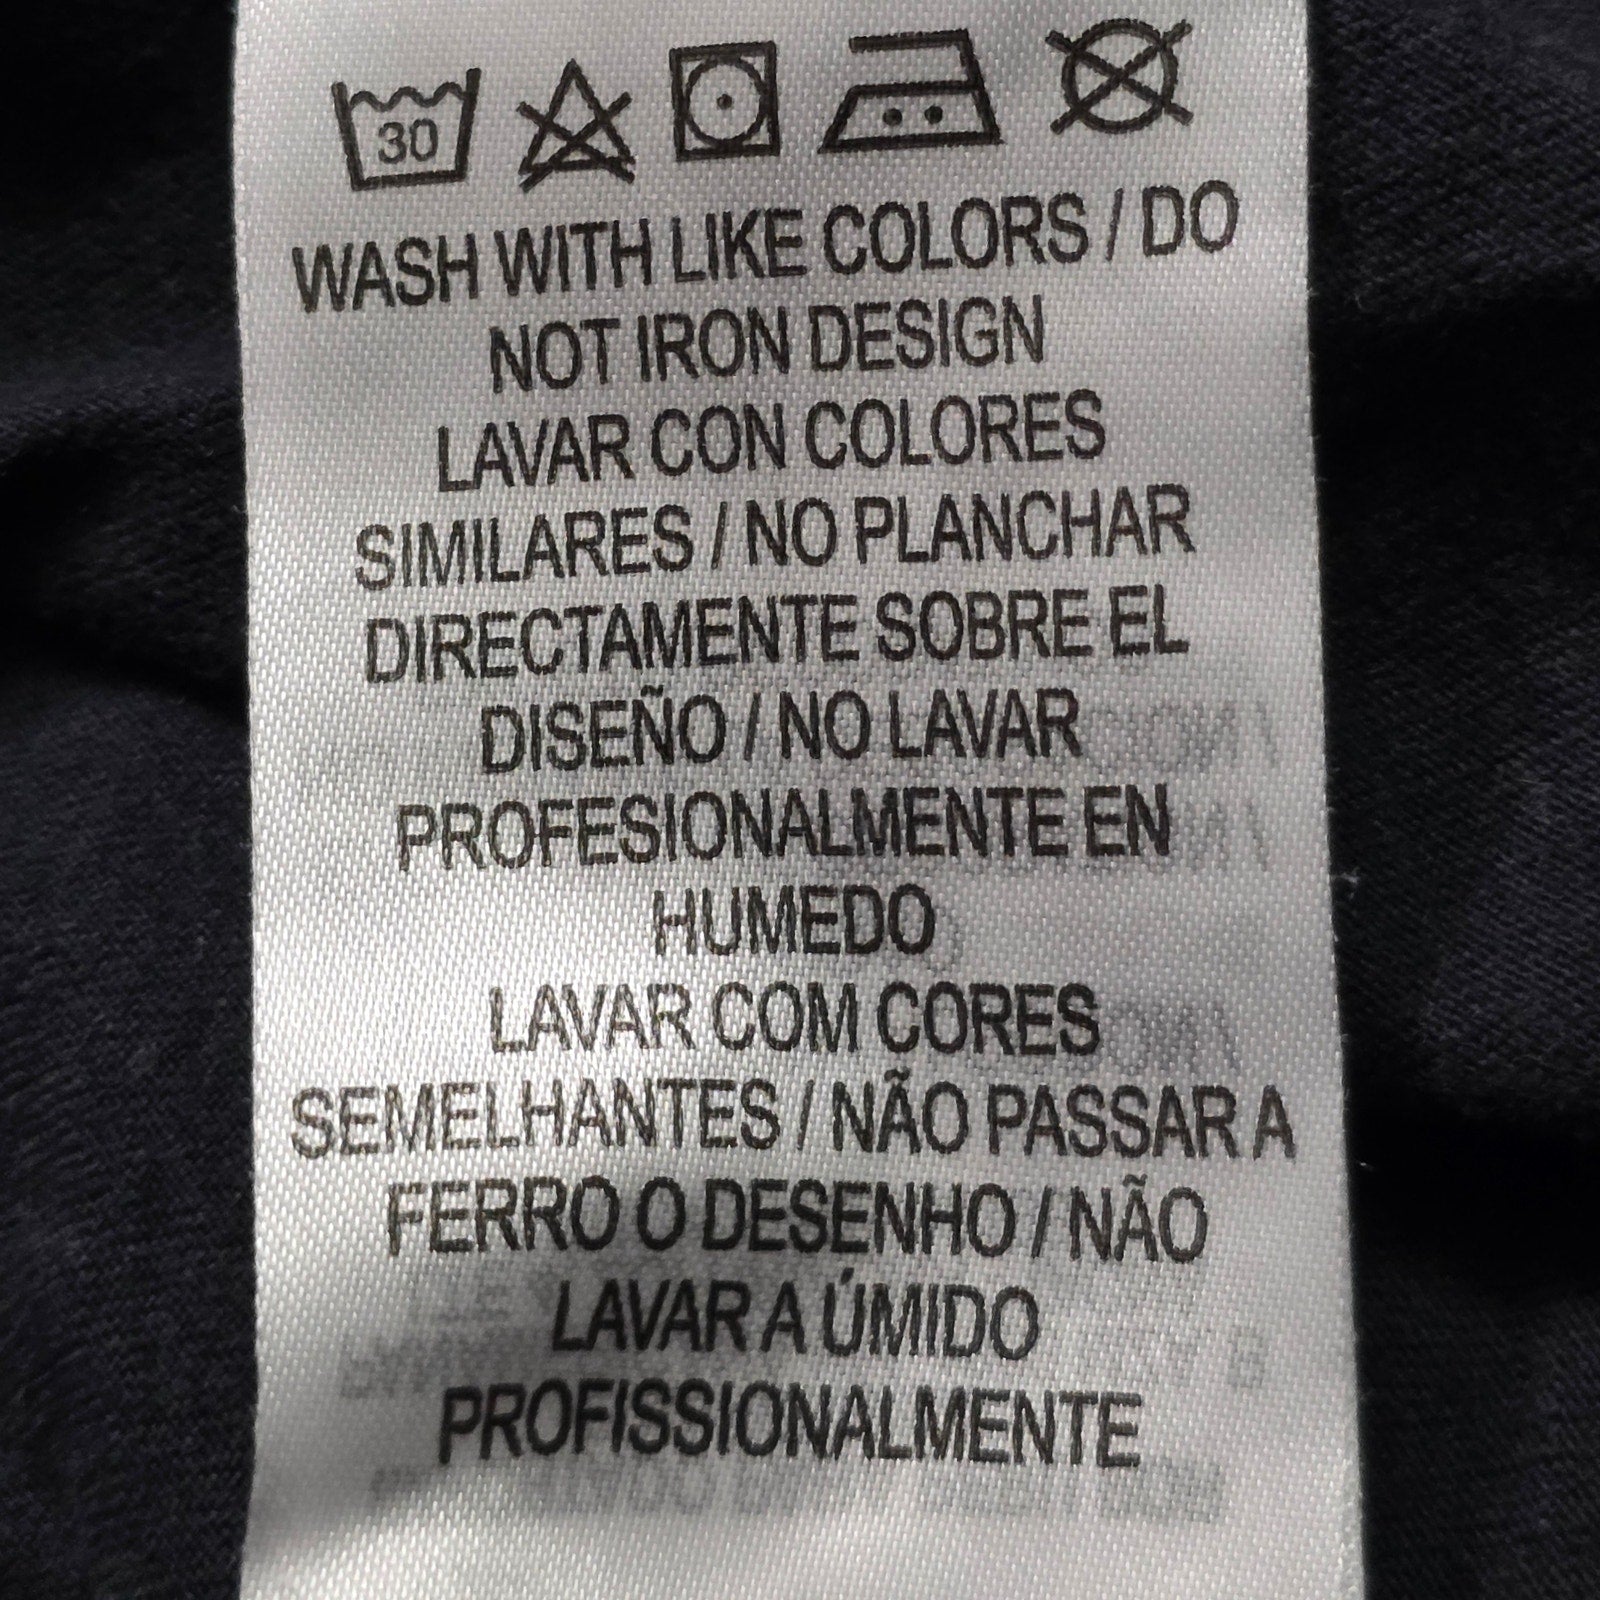 30
WASH WITH LIKE COLORS / DO
NOT IRON DESIGN
LAVAR CON COLORES
SIMILARES / NO PLANCHAR
DIRECTAMENTE SOBRE EL
DISEÑO / NO LAVAR
PROFESIONALMENTE EN
HUMEDO
LAVAR COM CORES
SEMELHANTES / NÃO PASSAR A
FERRO O DESENHO / NÃO
LAVAR A ÚMIDO
PROFISSIONALMENTE